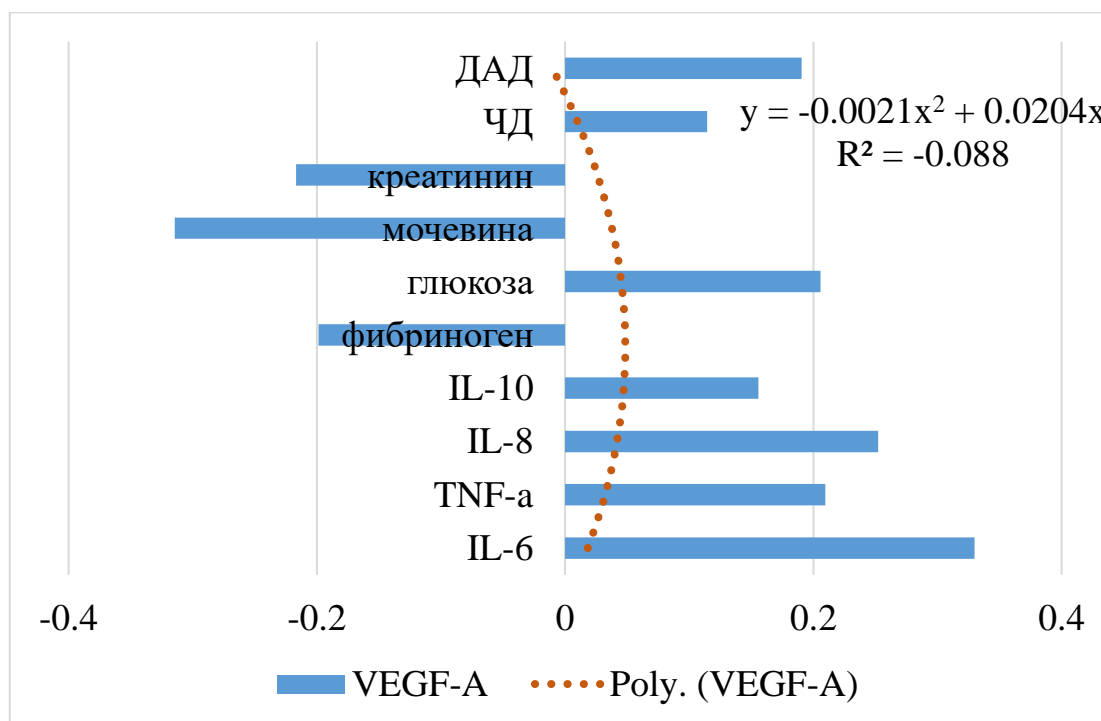 ДАД
ЧД
креатинин
мочевина
глюкоза
фибриноген
IL-10
IL-8
TNF-a
IL-6
y = -0.0021x² + 0.0204x
R² = -0.088
-0.4 -0.2 0 0.2 0.4
VEGF-A Poly. (VEGF-A)